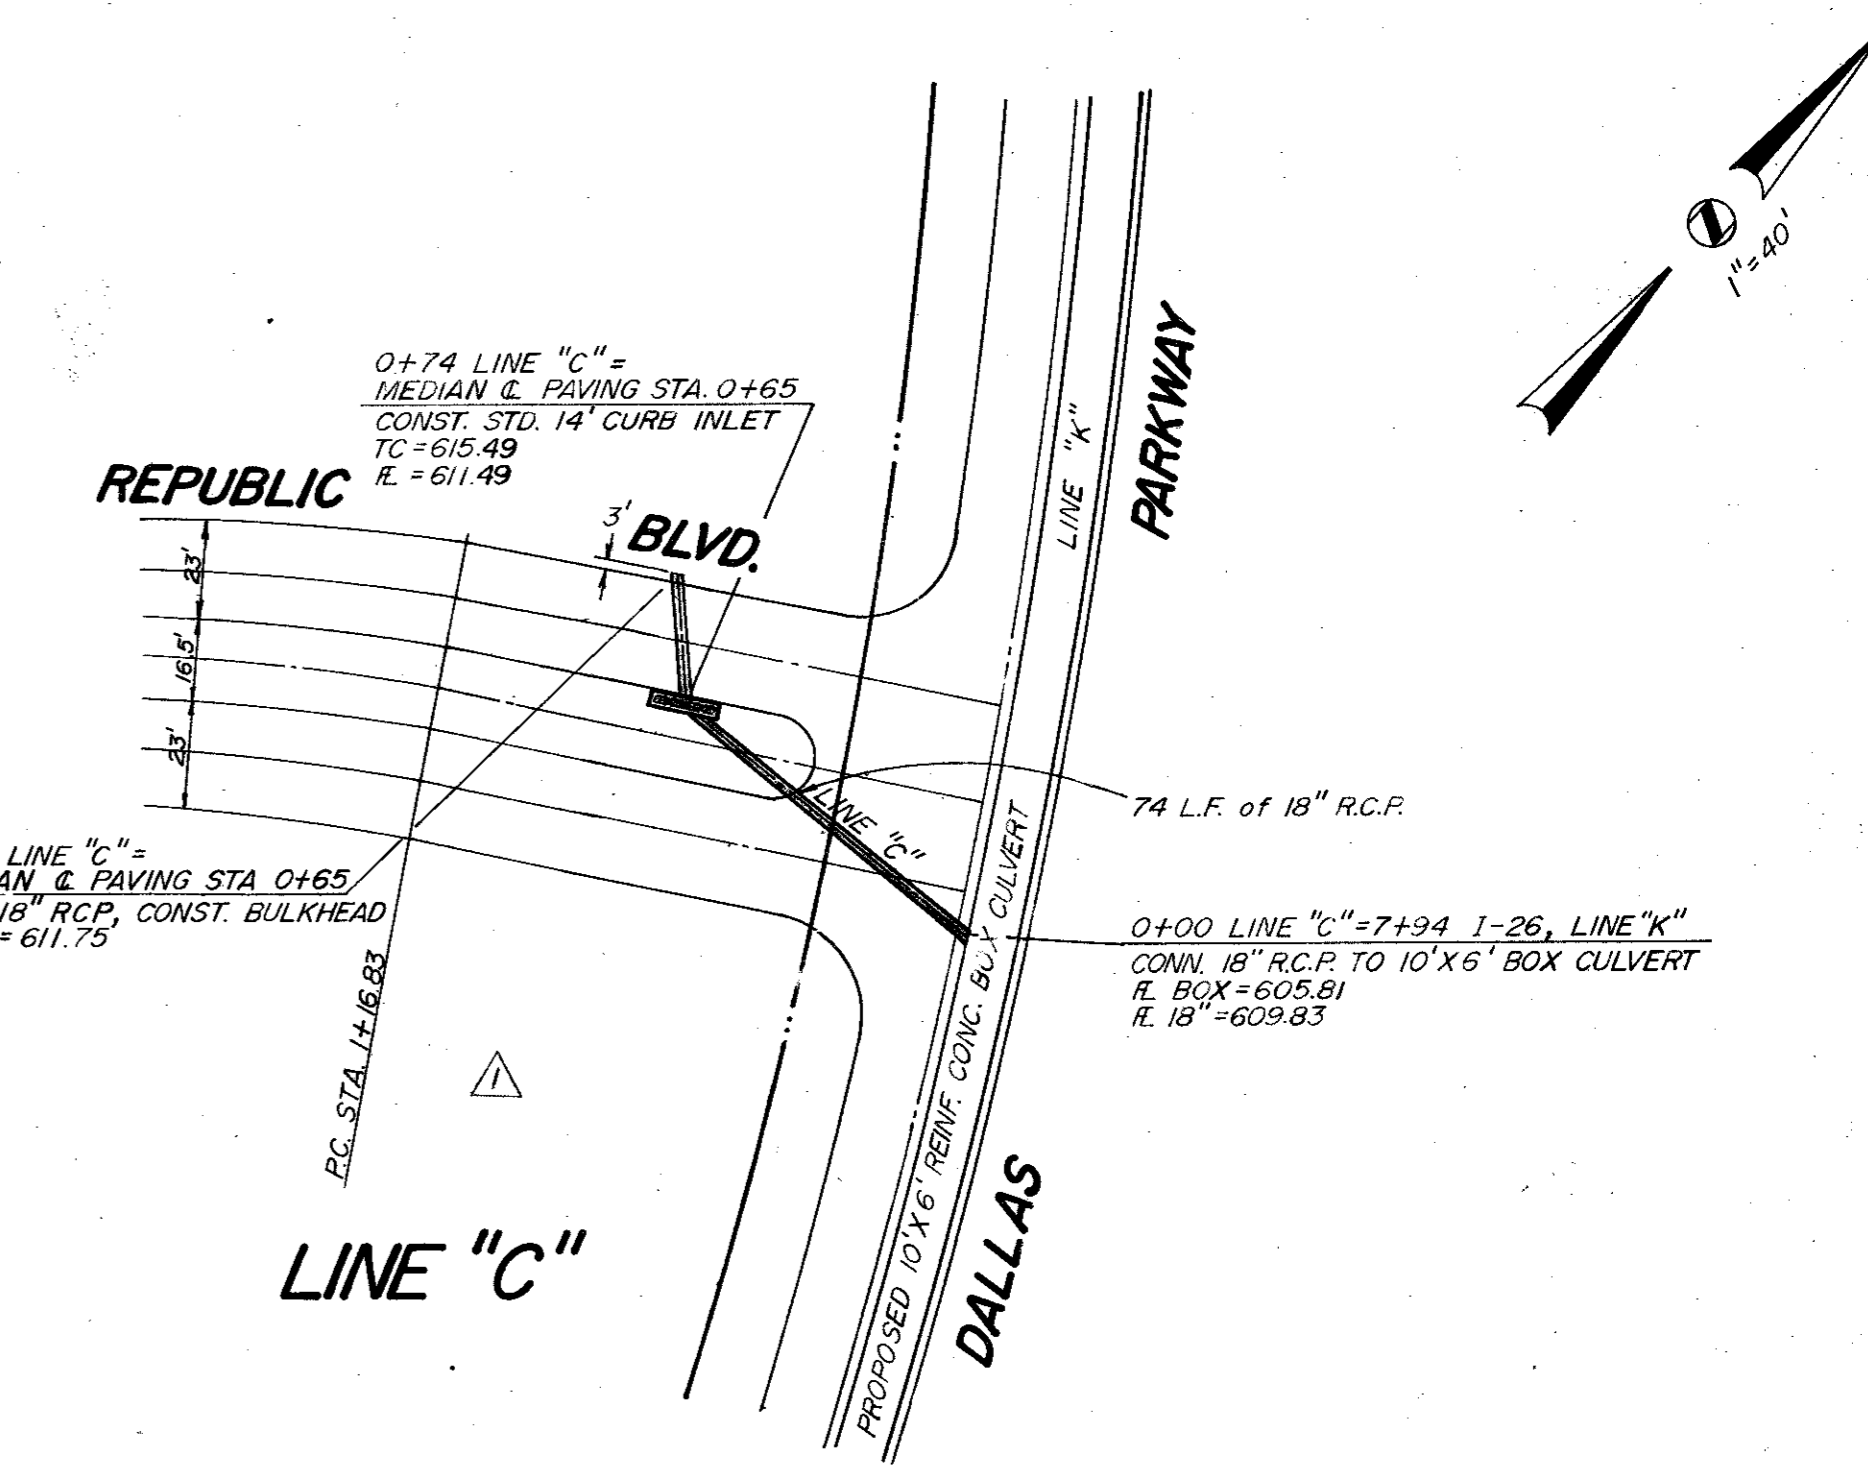 1"=40'
0+74 LINE "C"=
MEDIAN ℄ PAVING STA. 0+65
CONST. STD. 14' CURB INLET
TC=615.49
FL =611.49
REPUBLIC
BLVD.
3'
23'
16.5'
23'
LINE "K"
PARKWAY
LINE "C"
74 L.F. of 18" R.C.P.
LINE "C"=
AN ℄ PAVING STA 0+65
18" RCP, CONST. BULKHEAD
= 611.75'
0+00 LINE "C"=7+94 I-26, LINE "K"
CONN. 18" R.C.P. TO 10'X6' BOX CULVERT
FL BOX=605.81
FL 18"=609.83
P.C. STA. 1+16.83
1
PROPOSED 10'X6' REINF. CONC. BOX CULVERT
DALLAS
LINE "C"